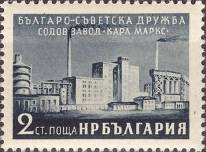 БЪЛГАРО-СЪВЕТСКА ДРУЖБА
СОДОВ ЗАВОД-КАРЛ МАРКС
2 СТ. ПОЩА НРБЪЛГАРИЯ